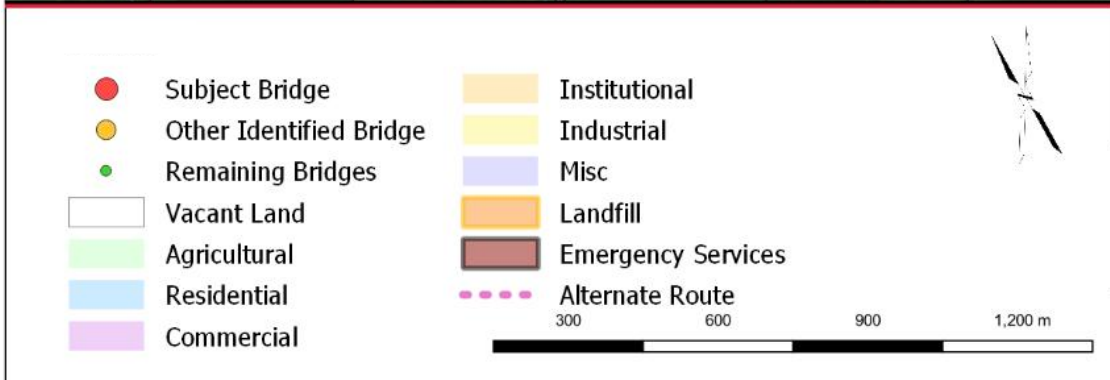 Subject Bridge
Other Identified Bridge
Remaining Bridges
Vacant Land
Agricultural
Residential
Commercial
Institutional
Industrial
Misc
Landfill
Emergency Services
Alternate Route
300 600 900 1,200 m